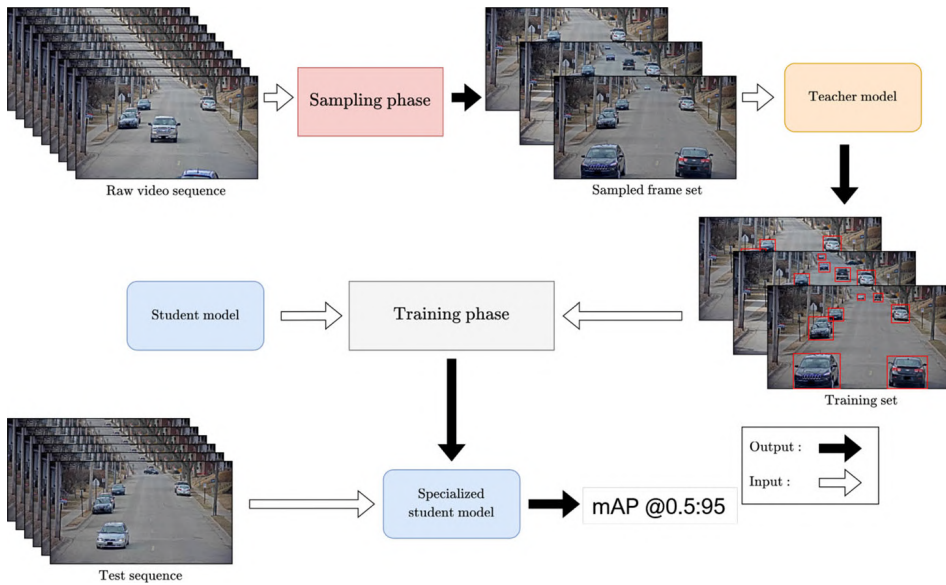 Sampling phase
Teacher model
Raw video sequence
Sampled frame set
Student model
Training phase
Training set
Output :
Input :
Specialized
student model
mAP @0.5:95
Test sequence